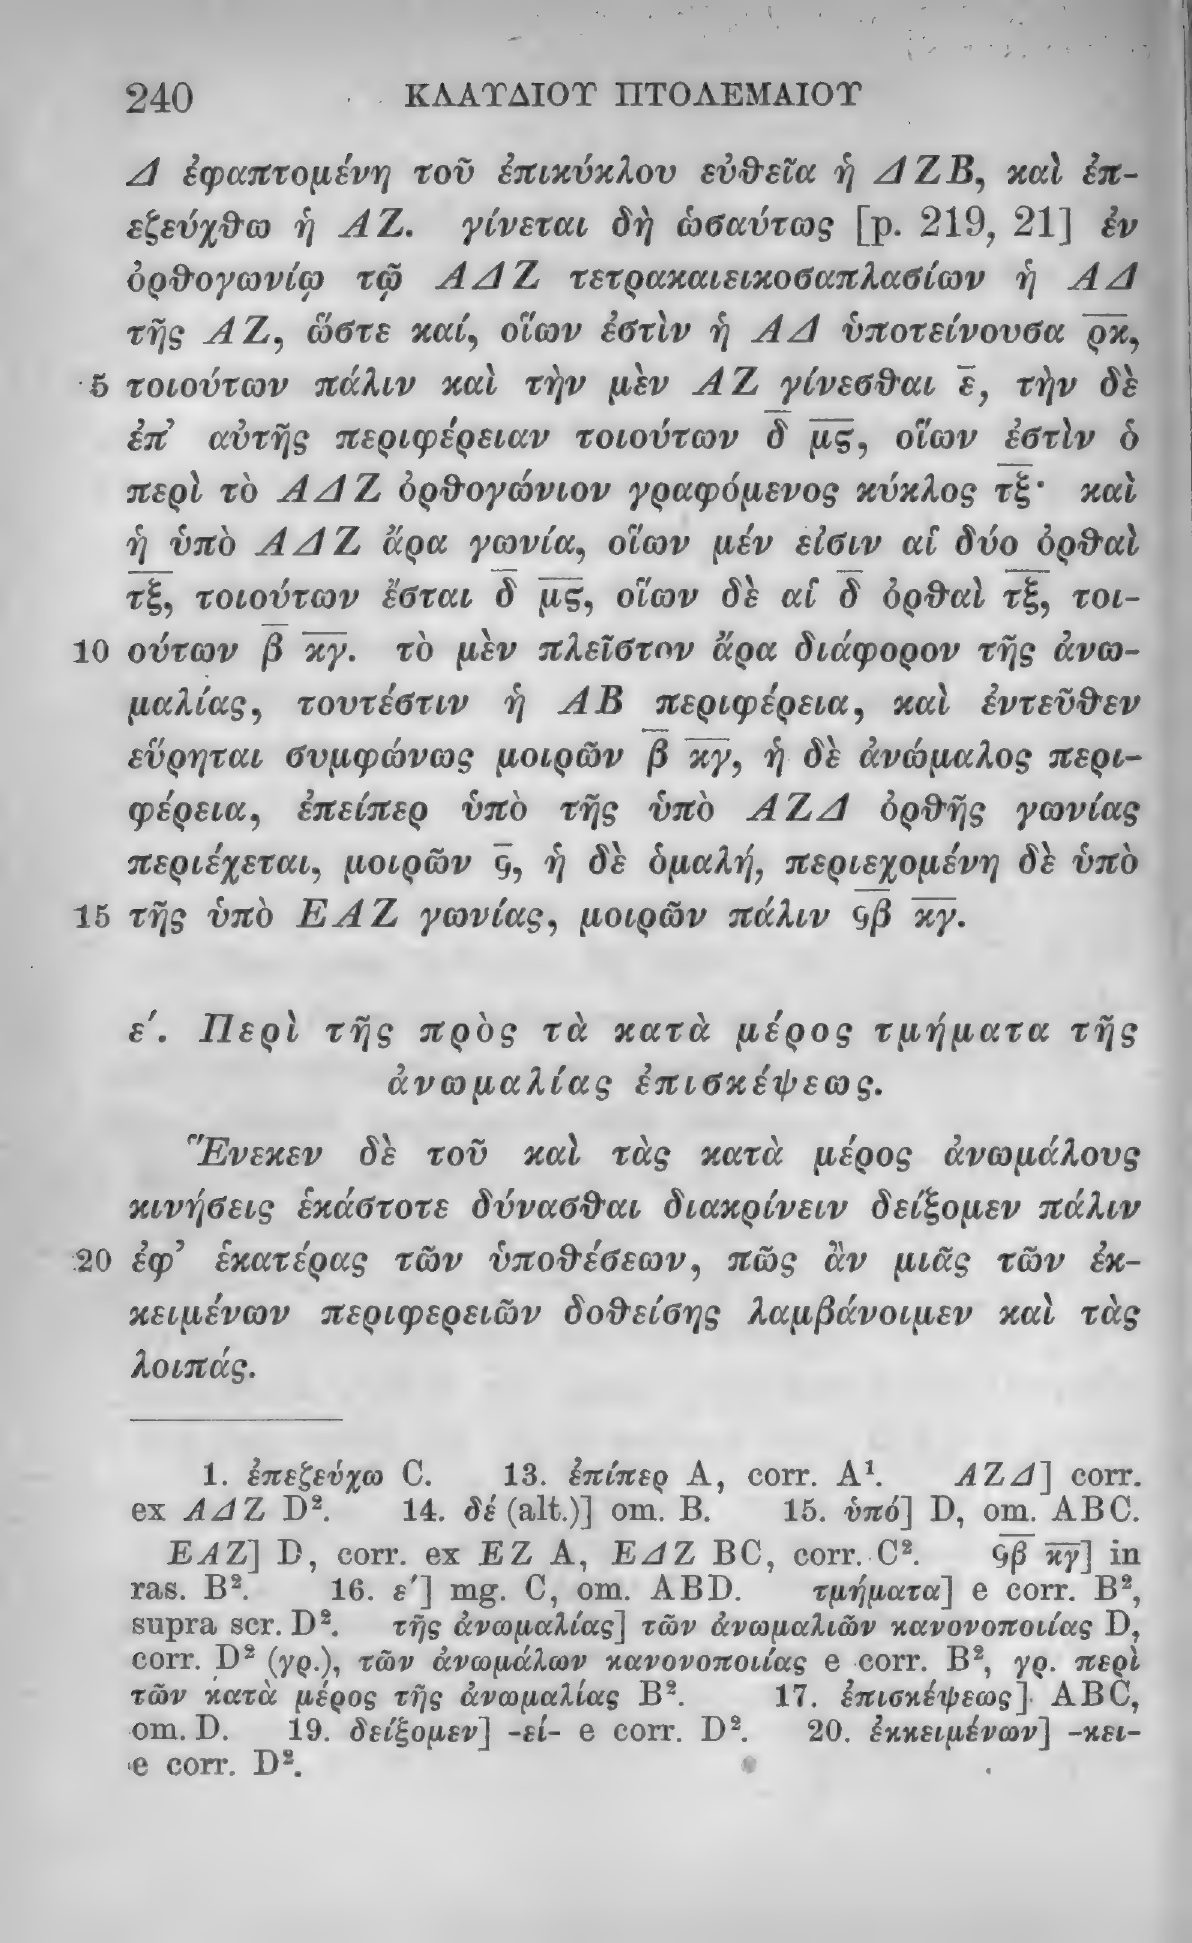 240 ΚΛΑΥΔΙΟΥ ΠΤΟΛΕΜΑΙΟΥ
Δ ἐφαπτομένη τοῦ ἐπικύκλου εὐθεῖα ἡ ΔΖΒ, καὶ ἐπ-
εζεύχθω ἡ ΑΖ. γίνεται δὴ ὡσαύτως [p. 219, 21] ἐν
ὀρθογωνίῳ τῷ ΑΔΖ τετρακαιεικοσαπλασίων ἡ ΑΔ
τῆς ΑΖ, ὥστε καί, οἵων ἐστὶν ἡ ΑΔ ὑποτείνουσα ρ̅κ̅,
5 τοιούτων πάλιν καὶ τὴν μὲν ΑΖ γίνεσθαι ε̅, τὴν δὲ
ἐπ’ αὐτῆς περιφέρειαν τοιούτων δ̅ μ̅ϛ̅, οἵων ἐστὶν ὁ
περὶ τὸ ΑΔΖ ὀρθογώνιον γραφόμενος κύκλος τ̅ξ̅· καὶ
ἡ ὑπὸ ΑΔΖ ἄρα γωνία, οἵων μέν εἰσιν αἱ δύο ὀρθαὶ
τ̅ξ̅, τοιούτων ἔσται δ̅ μ̅ϛ̅, οἵων δὲ αἱ δ̅ ὀρθαὶ τ̅ξ̅, τοι-
10 ούτων β̅ κ̅γ̅. τὸ μὲν πλεῖστον ἄρα διάφορον τῆς ἀνω-
μαλίας, τουτέστιν ἡ ΑΒ περιφέρεια, καὶ ἐντεῦθεν
εὕρηται συμφώνως μοιρῶν β̅ κ̅γ̅, ἡ δὲ ἀνώμαλος περι-
φέρεια, ἐπείπερ ὑπὸ τῆς ὑπὸ ΑΖΔ ὀρθῆς γωνίας
περιέχεται, μοιρῶν ϟ̅, ἡ δὲ ὁμαλή, περιεχομένη δὲ ὑπὸ
15 τῆς ὑπὸ ΕΑΖ γωνίας, μοιρῶν πάλιν ϟ̅β̅ κ̅γ̅.
ε′. Περὶ τῆς πρὸς τὰ κατὰ μέρος τμήματα τῆς
ἀνωμαλίας ἐπισκέψεως.
Ἕνεκεν δὲ τοῦ καὶ τὰς κατὰ μέρος ἀνωμάλους
κινήσεις ἑκάστοτε δύνασθαι διακρίνειν δείξομεν πάλιν
20 ἐφ’ ἑκατέρας τῶν ὑποθέσεων, πῶς ἂν μιᾶς τῶν ἐκ-
κειμένων περιφερειῶν δοθείσης λαμβάνοιμεν καὶ τὰς
λοιπάς.
1. ἐπεζεύχω C. 13. ἐπίπερ A, corr. A¹. ΑΖΔ] corr.
ex ΑΔΖ D². 14. δέ (alt.)] om. B. 15. ὑπό] D, om. ABC.
ΕΑΖ] D, corr. ex ΕΖ A, ΕΔΖ BC, corr. C². ϟ̅β̅ κ̅γ̅] in
ras. B². 16. ε′] mg. C, om. ABD. τμήματα] e corr. B²,
supra scr. D². τῆς ἀνωμαλίας] τῶν ἀνωμαλιῶν κανονοποιίας D,
corr. D² (γρ.), τῶν ἀνωμάλων κανονοποιίας e corr. B², γρ. περὶ
τῶν κατὰ μέρος τῆς ἀνωμαλίας B². 17. ἐπισκέψεως] ABC,
om. D. 19. δείξομεν] -εί- e corr. D². 20. ἐκκειμένων] -κει-
e corr. D².